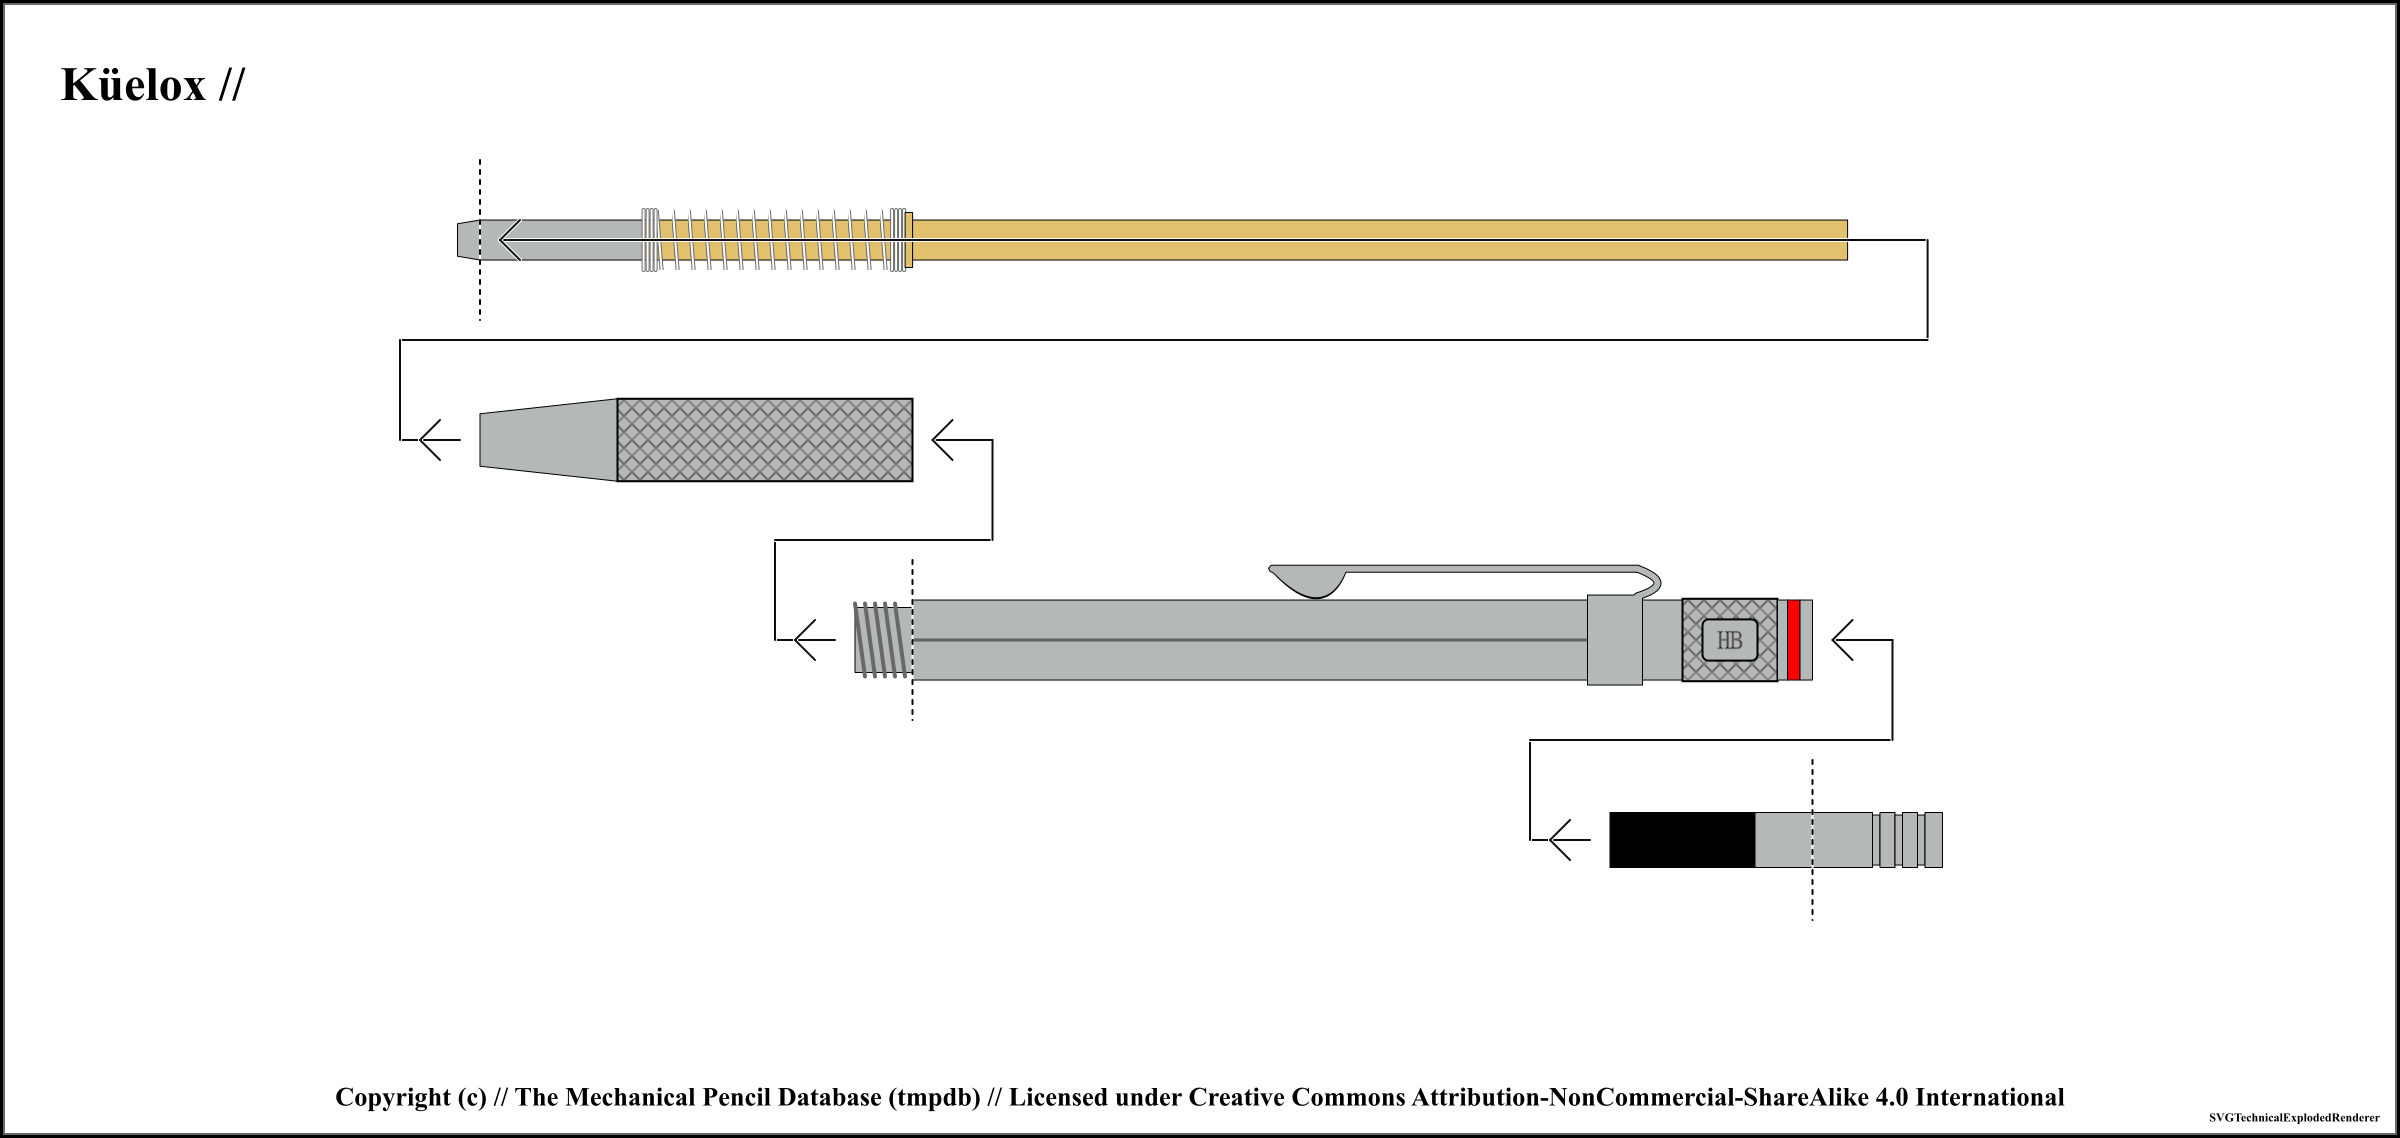 Küelox //
HB
Copyright (c) // The Mechanical Pencil Database (tmpdb) // Licensed under Creative Commons Attribution-NonCommercial-ShareAlike 4.0 International
SVGTechnicalExplodedRenderer